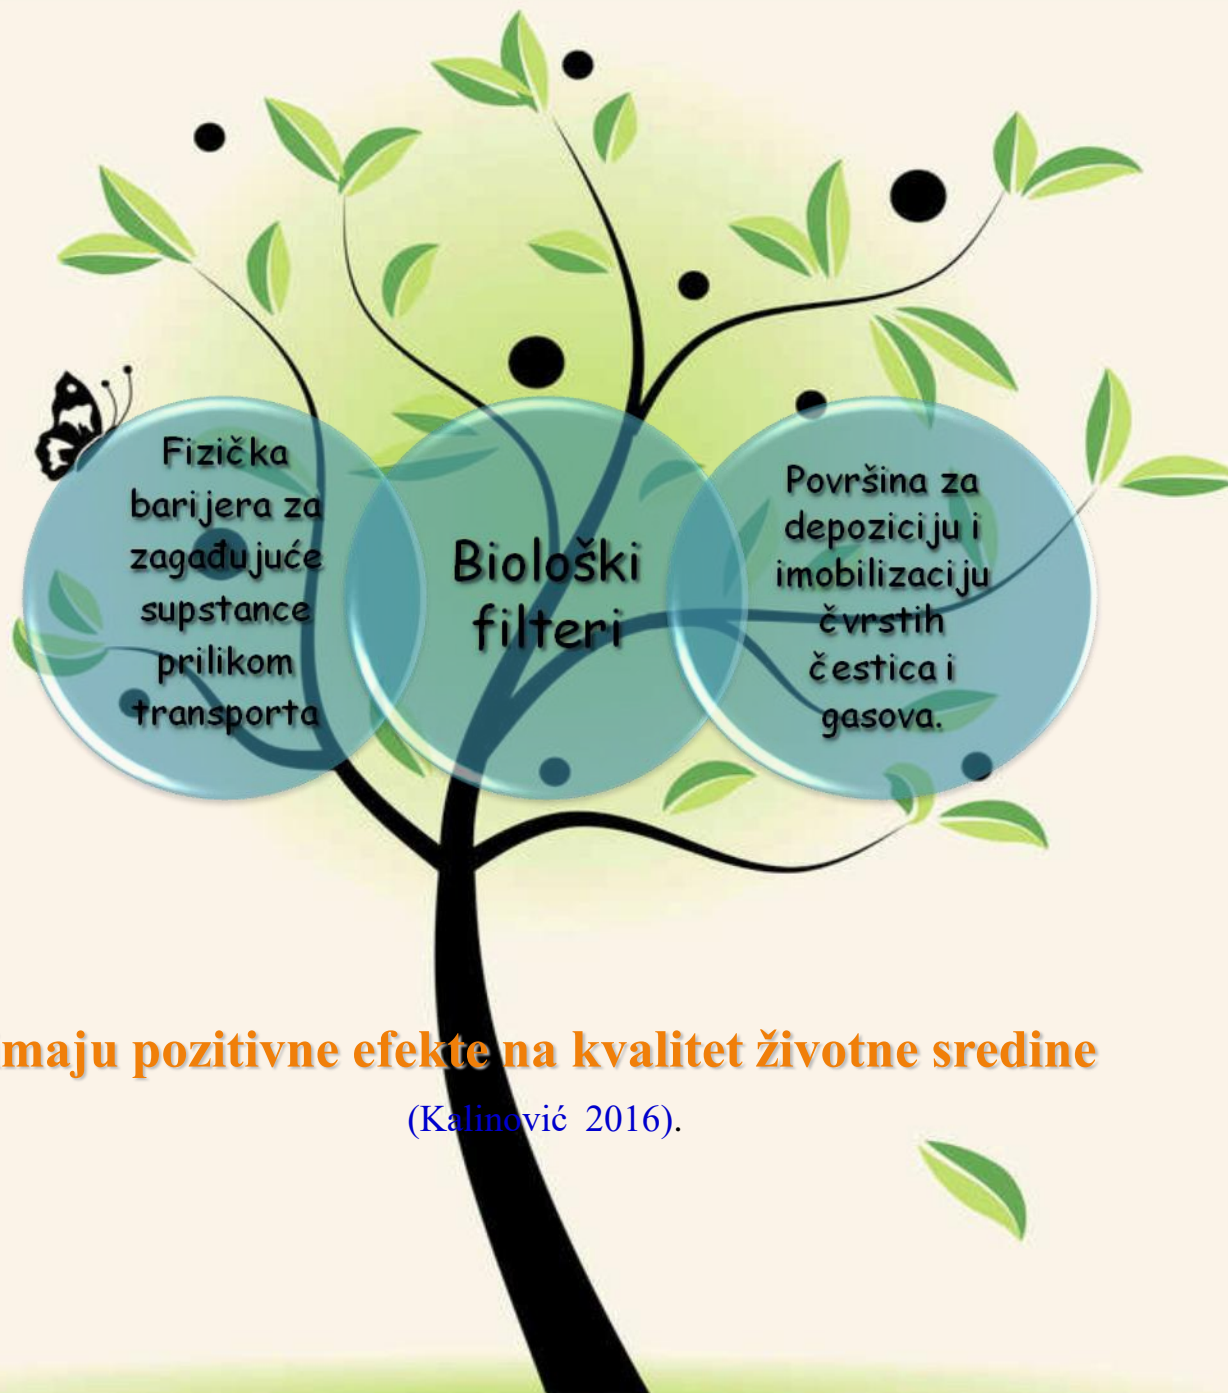 Fizička
barijera za
zagađujuće
supstance
prilikom
transporta
Biološki
filteri
Površina za
depoziciju i
imobilizaciju
čvrstih
čestica i
gasova.
maju pozitivne efekte na kvalitet životne sredine
(Kalinović 2016).